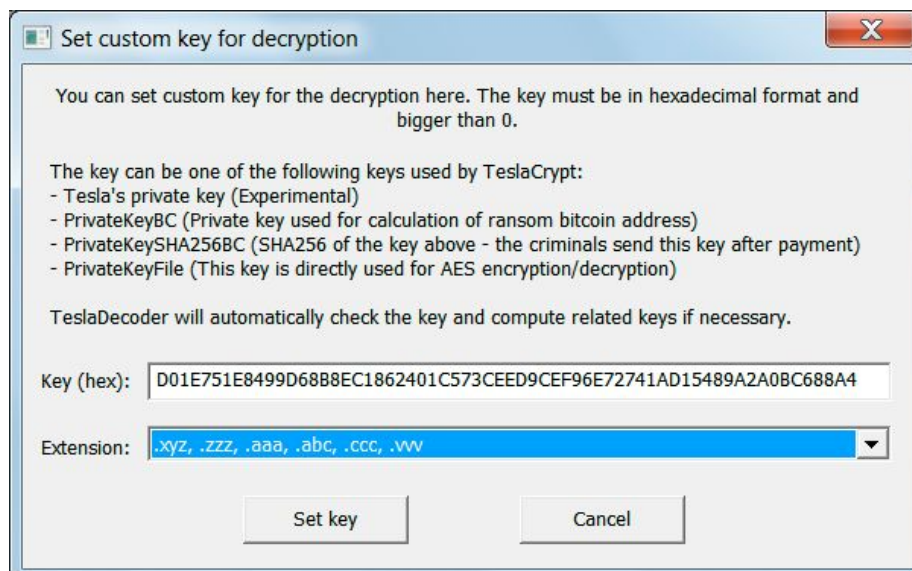 Set custom key for decryption
You can set custom key for the decryption here. The key must be in hexadecimal format and
bigger than 0.
The key can be one of the following keys used by TeslaCrypt:
- Tesla's private key (Experimental)
- PrivateKeyBC (Private key used for calculation of ransom bitcoin address)
- PrivateKeySHA256BC (SHA256 of the key above - the criminals send this key after payment)
- PrivateKeyFile (This key is directly used for AES encryption/decryption)
TeslaDecoder will automatically check the key and compute related keys if necessary.
Key (hex): D01E751E8499D68B8EC1862401C573CEED9CEF96E72741AD15489A2A0BC688A4
Extension: .xyz, .zzz, .aaa, .abc, .ccc, .vvv
Set key Cancel